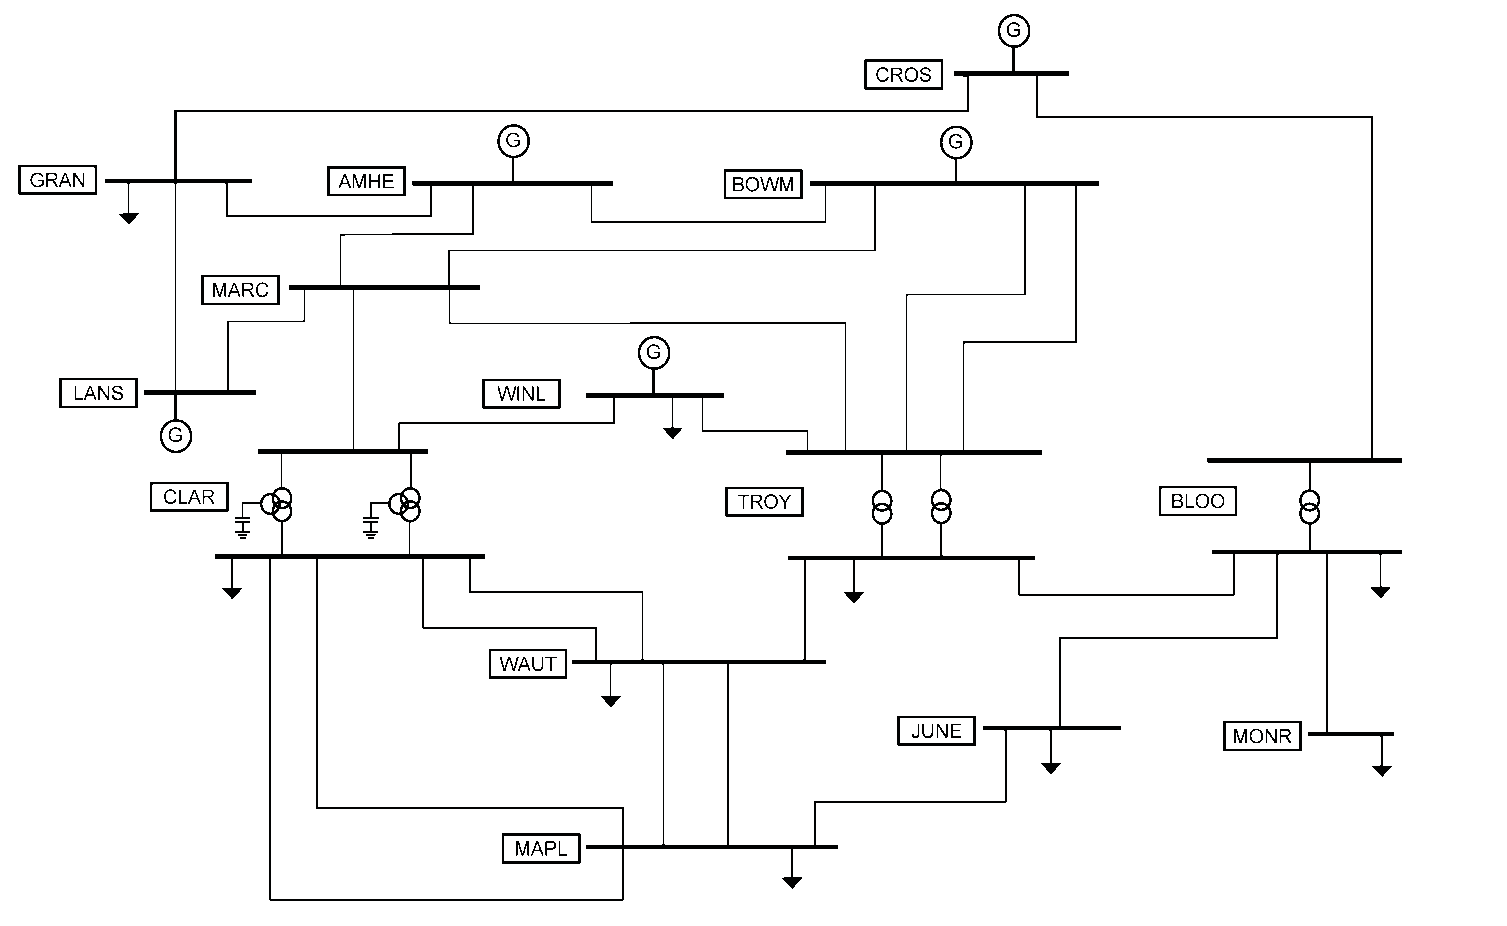 G
CROS
G
G
GRAN
AMHE
BOWM
MARC
G
LANS
WINL
G
CLAR
TROY
BLOO
WAUT
JUNE
MONR
MAPL